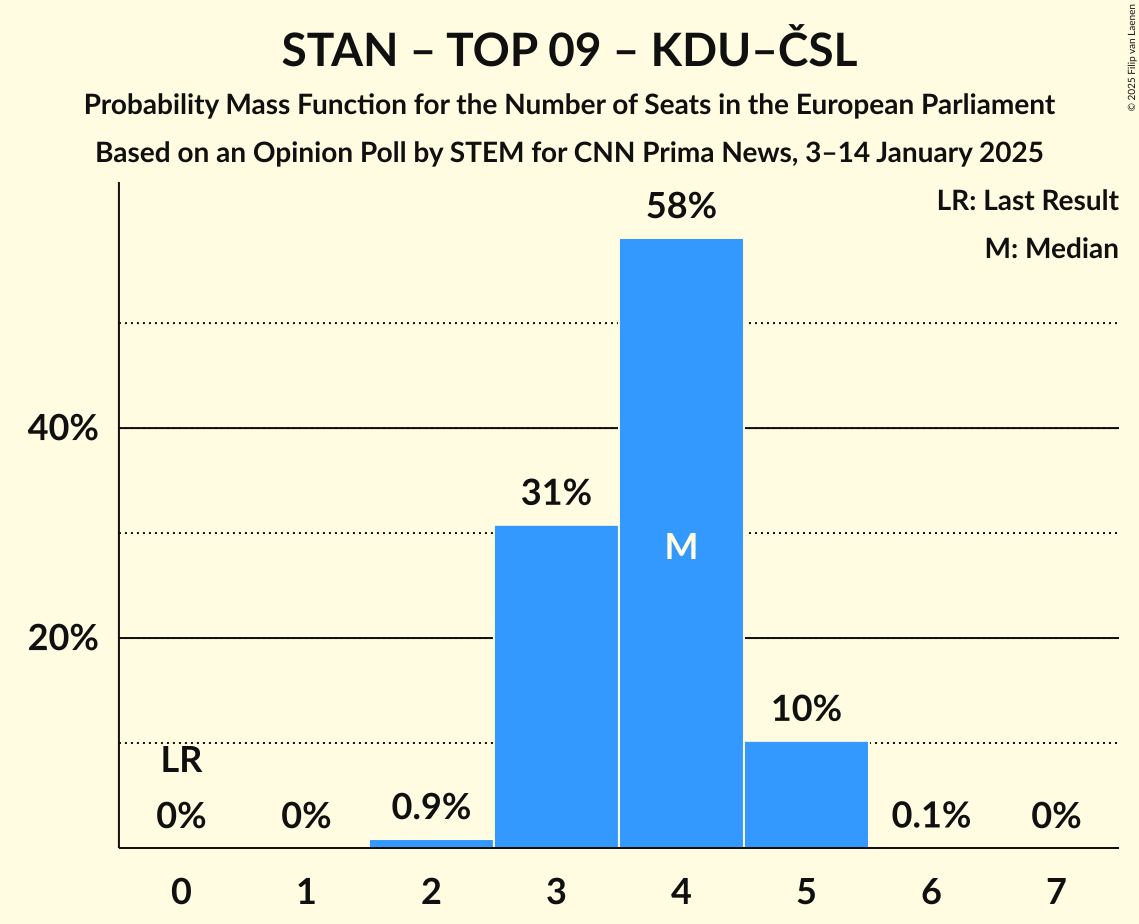 STAN – TOP 09 – KDU–ČSL
Probability Mass Function for the Number of Seats in the European Parliament
Based on an Opinion Poll by STEM for CNN Prima News, 3–14 January 2025
© 2025 Filip van Laenen
LR: Last Result
M: Median
58%
40%
31%
M
20%
10%
LR
0%
0%
0.9%
0.1%
0%
0 1 2 3 4 5 6 7